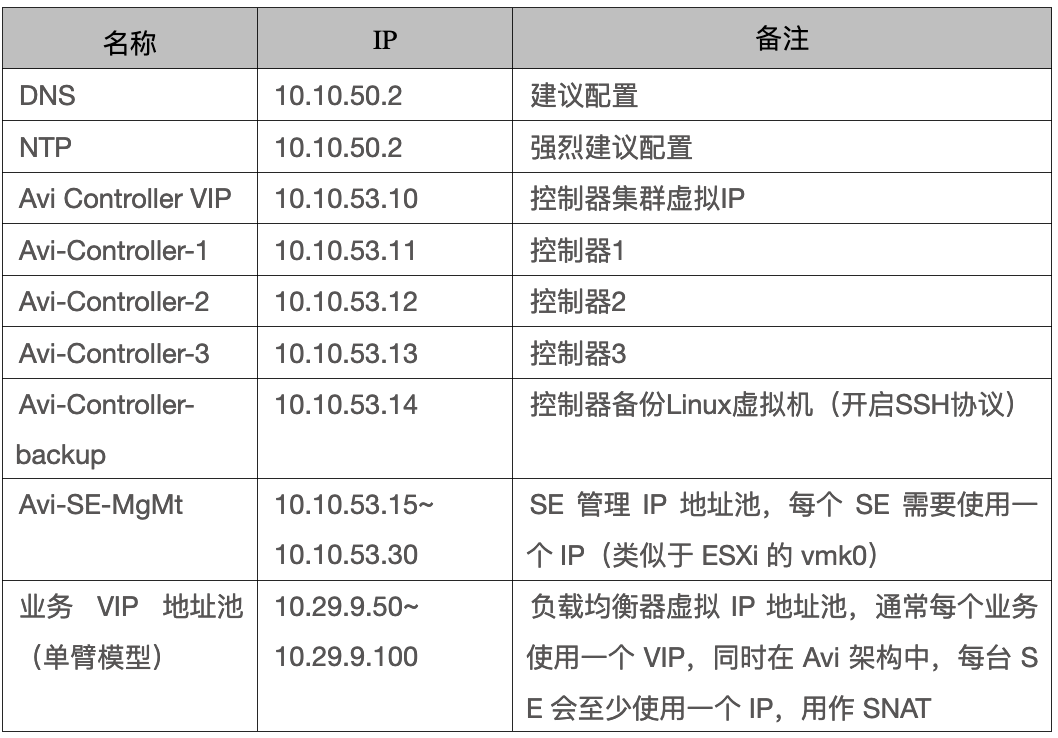 名称 IP 备注
DNS 10.10.50.2 建议配置
NTP 10.10.50.2 强烈建议配置
Avi Controller VIP 10.10.53.10 控制器集群虚拟IP
Avi-Controller-1 10.10.53.11 控制器1
Avi-Controller-2 10.10.53.12 控制器2
Avi-Controller-3 10.10.53.13 控制器3
Avi-Controller- 10.10.53.14 控制器备份Linux虚拟机（开启SSH协议）
backup
Avi-SE-MgMt 10.10.53.15~ SE 管理 IP 地址池，每个 SE 需要使用一
10.10.53.30 个 IP（类似于 ESXi 的 vmk0）
业务 VIP 地址池 10.29.9.50~ 负载均衡器虚拟 IP 地址池，通常每个业务
（单臂模型） 10.29.9.100 使用一个 VIP，同时在 Avi 架构中，每台 S
E 会至少使用一个 IP，用作 SNAT